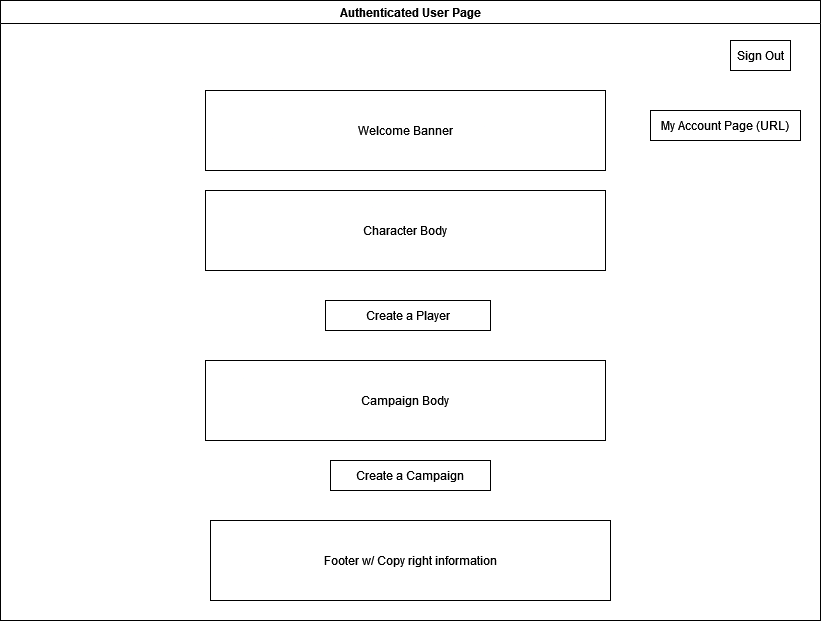 Authenticated User Page
Sign Out
Welcome Banner
My Account Page (URL)
Character Body
Create a Player
Campaign Body
Create a Campaign
Footer w/ Copy right information